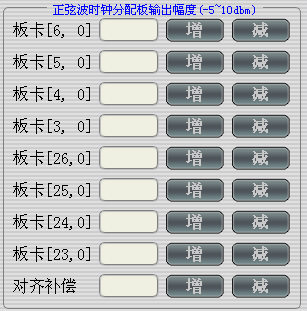 正弦波时钟分配板输出幅度(-5~10dbm)
板卡[6, 0] 增 减
板卡[5, 0] 增 减
板卡[4, 0] 增 减
板卡[3, 0] 增 减
板卡[26,0] 增 减
板卡[25,0] 增 减
板卡[24,0] 增 减
板卡[23,0] 增 减
对齐补偿 增 减